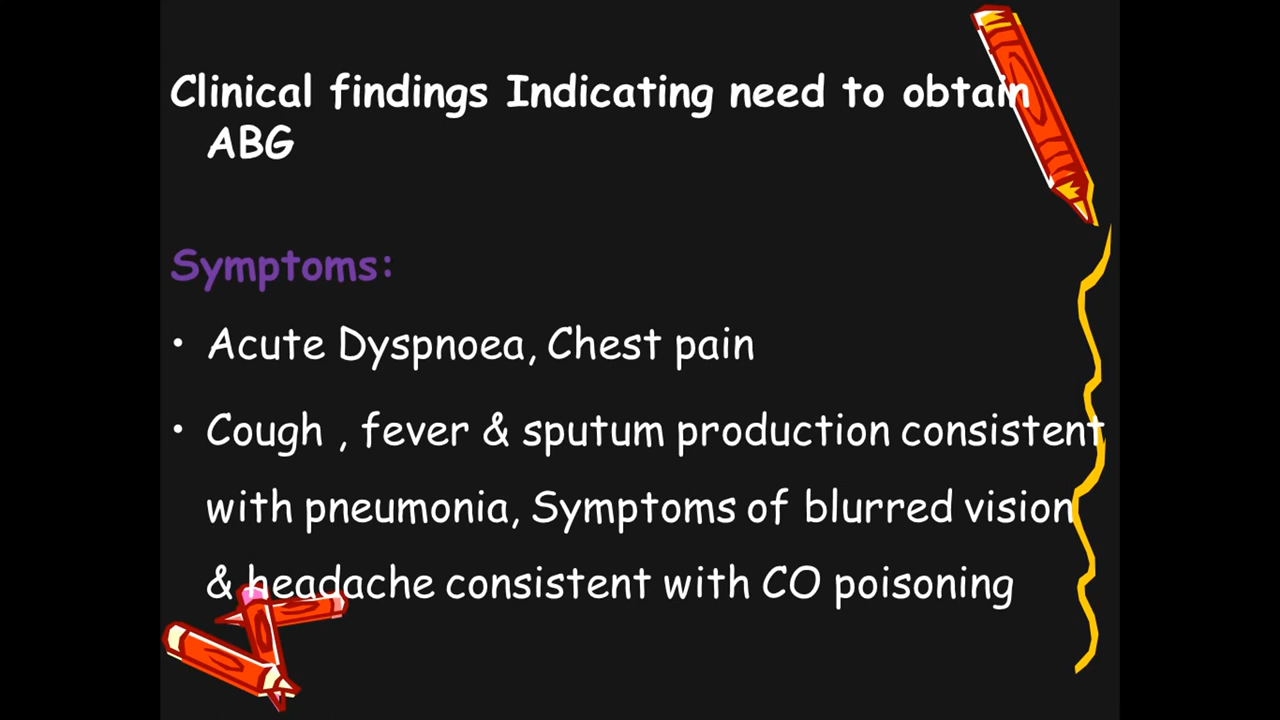 Clinical findings Indicating need to obtain
ABG
Symptoms:
• Acute Dyspnoea, Chest pain
• Cough , fever & sputum production consistent
with pneumonia, Symptoms of blurred vision
& headache consistent with CO poisoning